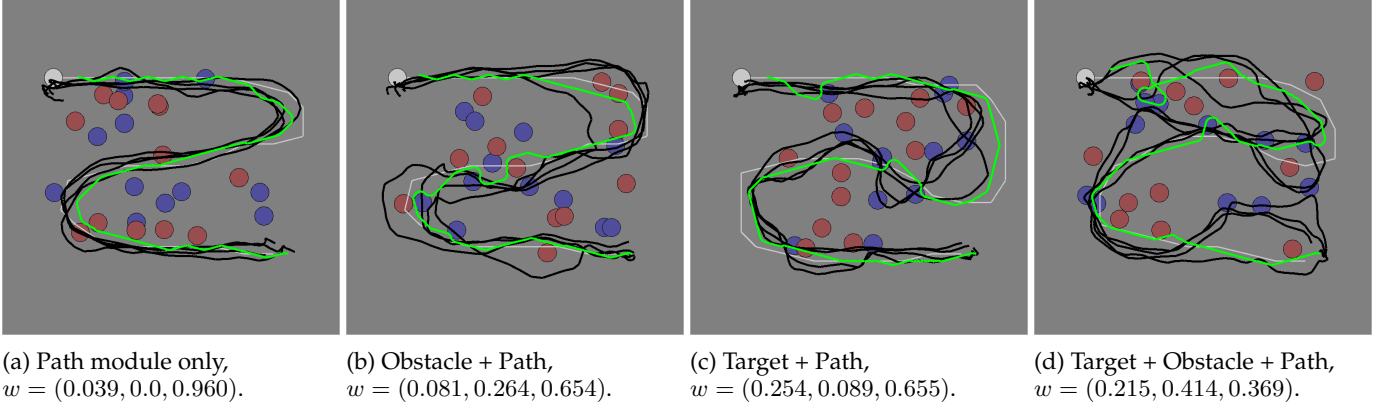 (a) Path module only,
w = (0.039, 0.0, 0.960).
(b) Obstacle + Path,
w = (0.081, 0.264, 0.654).
(c) Target + Path,
w = (0.254, 0.089, 0.655).
(d) Target + Obstacle + Path,
w = (0.215, 0.414, 0.369).